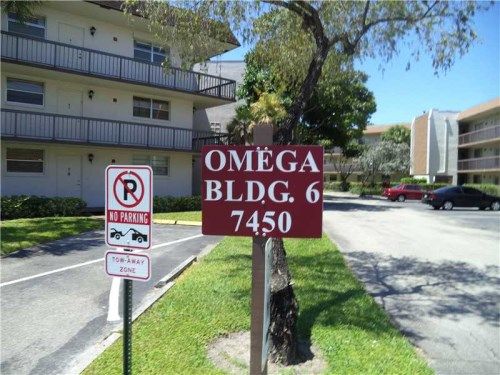 OMEGA
BLDG. 6
7450
P
NO PARKING
TOW-AWAY
ZONE